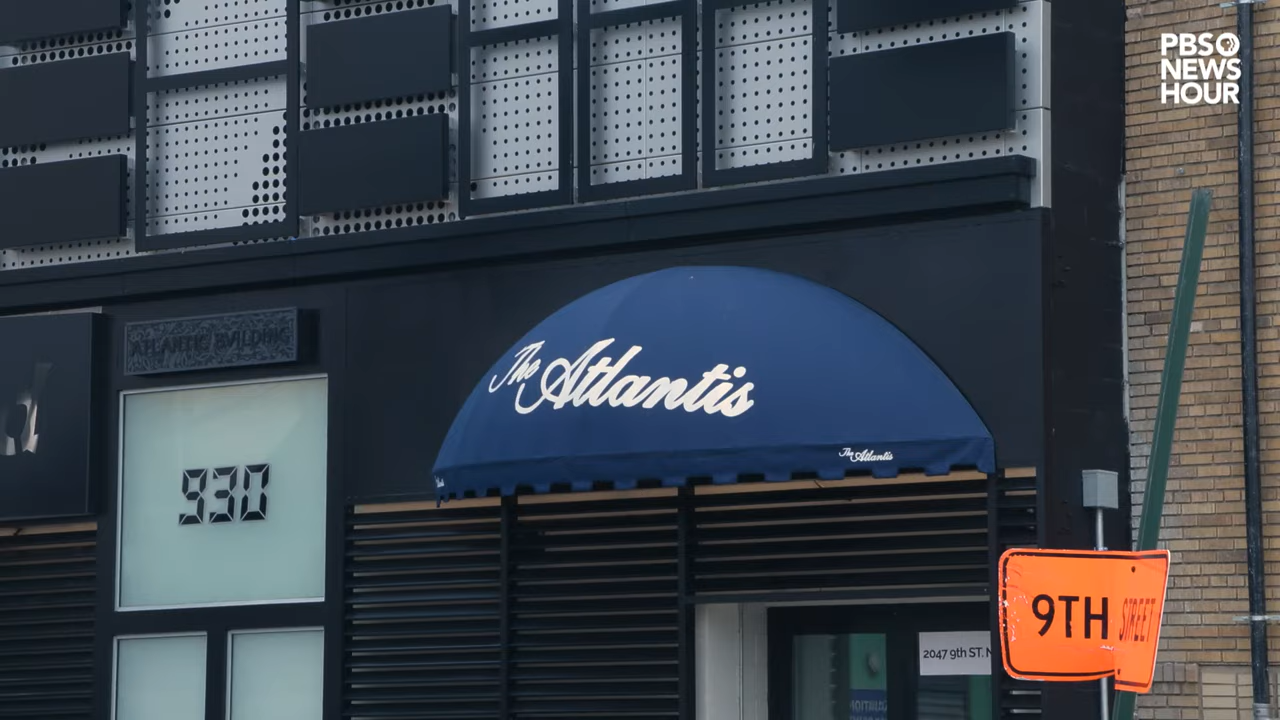 PBS
NEWS
HOUR
ATLANTIC BUILDING
The Atlantis
The Atlantis
930
9TH STREET
2047 9th ST. N